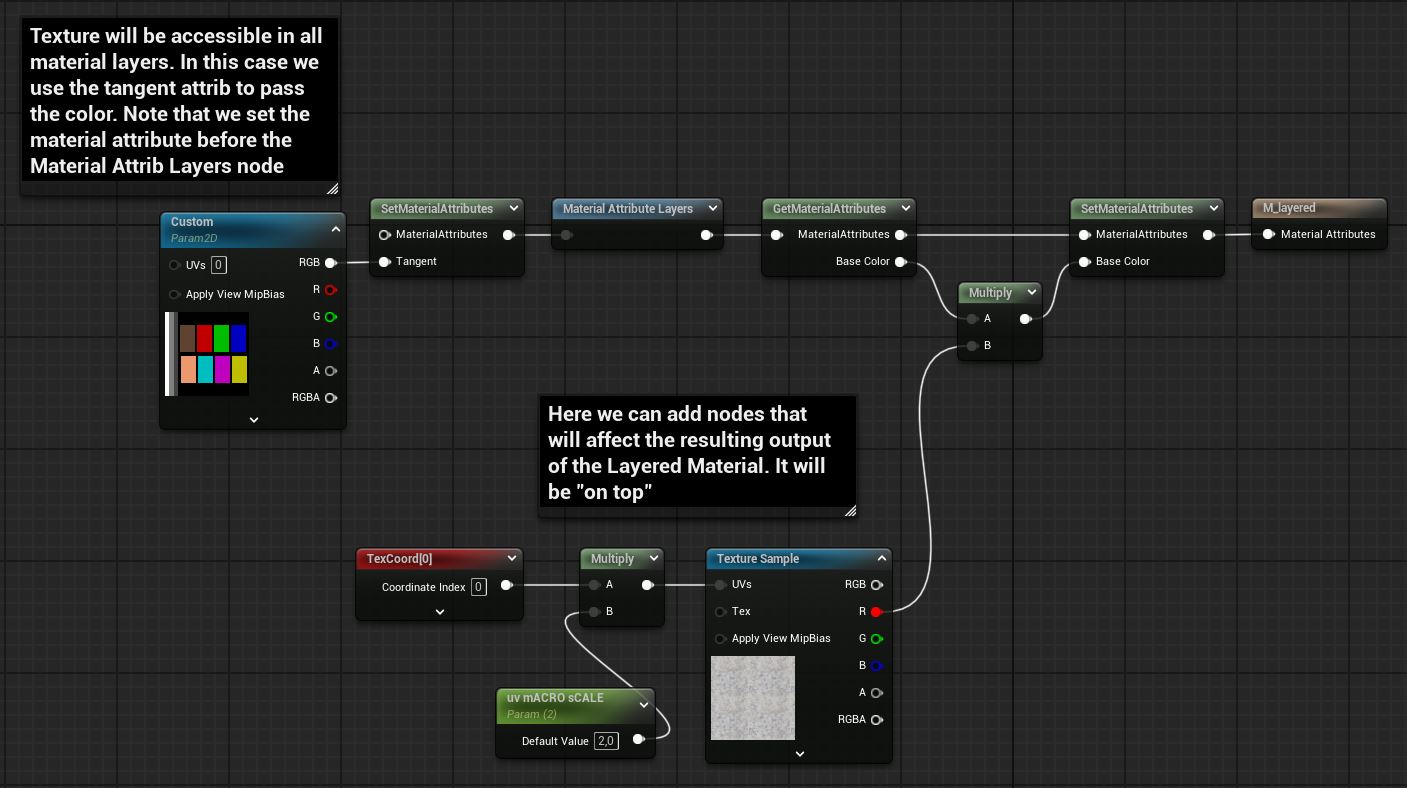 Texture will be accessible in all
material layers. In this case we
use the tangent attrib to pass
the color. Note that we set the
material attribute before the
Material Attrib Layers node
Custom
Param2D
UVs 0
RGB
R
Apply View MipBias
G
B
A
RGBA
SetMaterialAttributes
MaterialAttributes
Tangent
Material Attribute Layers
GetMaterialAttributes
MaterialAttributes
Base Color
Multiply
A
B
SetMaterialAttributes
MaterialAttributes
Base Color
M_layered
Material Attributes
Here we can add nodes that
will affect the resulting output
of the Layered Material. It will
be "on top"
TexCoord[0]
Coordinate Index 0
Multiply
A
B
uv mACRO sCALE
Param (2)
Default Value 2,0
Texture Sample
UVs
RGB
Tex
R
Apply View MipBias
G
B
A
RGBA